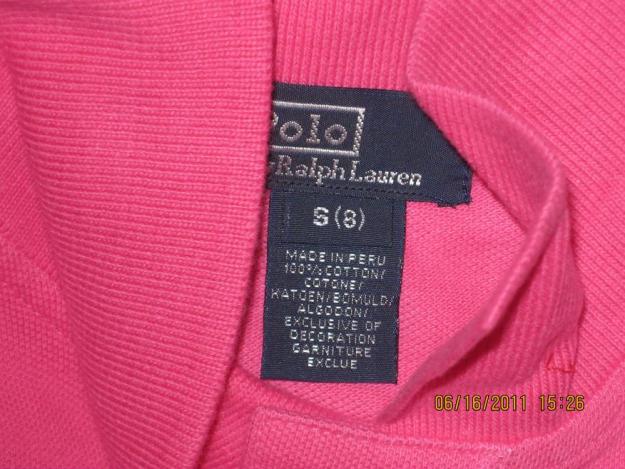 Polo
Ralph Lauren
S (8)
MADE IN PERU
100% COTTON/
COTONE/
KATOEN/BOMULD/
ALGODON/
EXCLUSIVE OF
DECORATION
GARNITURE
EXCLUE
06/16/2011 15:26